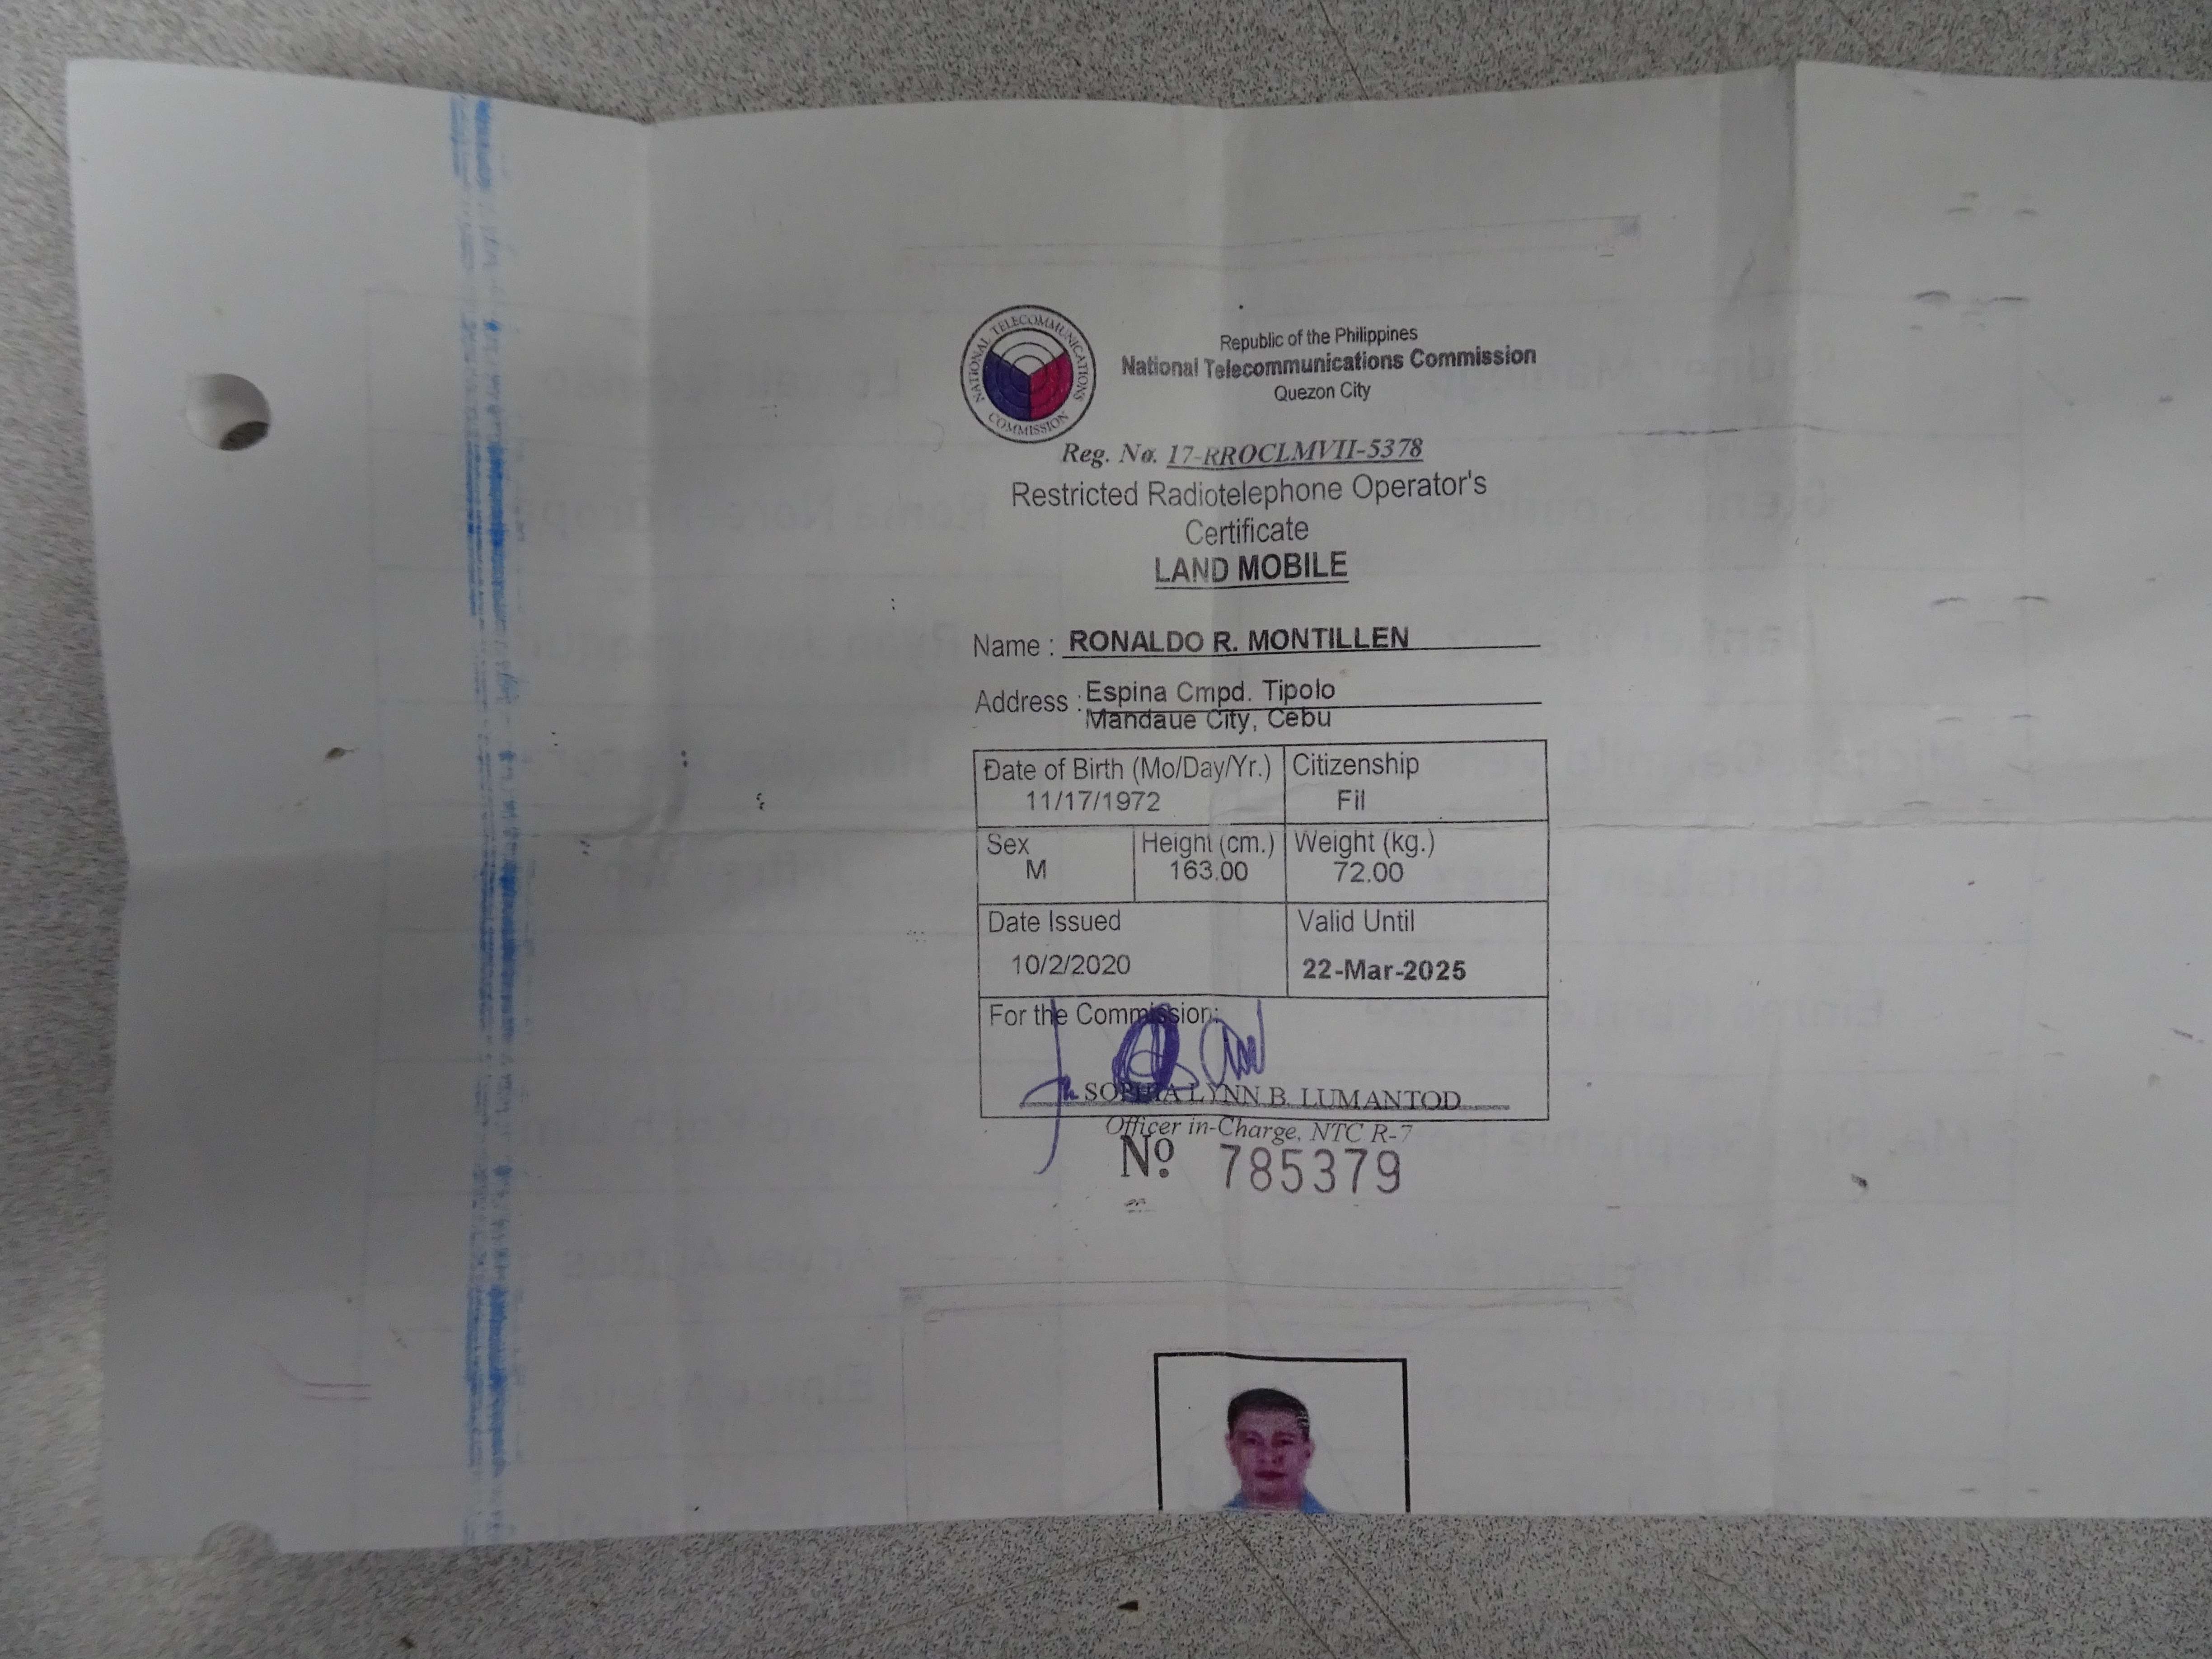 NATIONAL TELECOMMUNICATIONS COMMISSION
Republic of the Philippines
National Telecommunications Commission
Quezon City
Reg. No. 17-RROCLMVII-5378
Restricted Radiotelephone Operator's
Certificate
LAND MOBILE
Name : RONALDO R. MONTILLEN
Address : Espina Cmpd. Tipolo
Mandaue City, Cebu
Date of Birth (Mo/Day/Yr.) Citizenship
11/17/1972 Fil
Sex Height (cm.) Weight (kg.)
M 163.00 72.00
Date Issued Valid Until
10/2/2020 22-Mar-2025
For the Commission:
SOPHIA LYNN B. LUMANTOD
Officer in-Charge, NTC R-7
No 785379